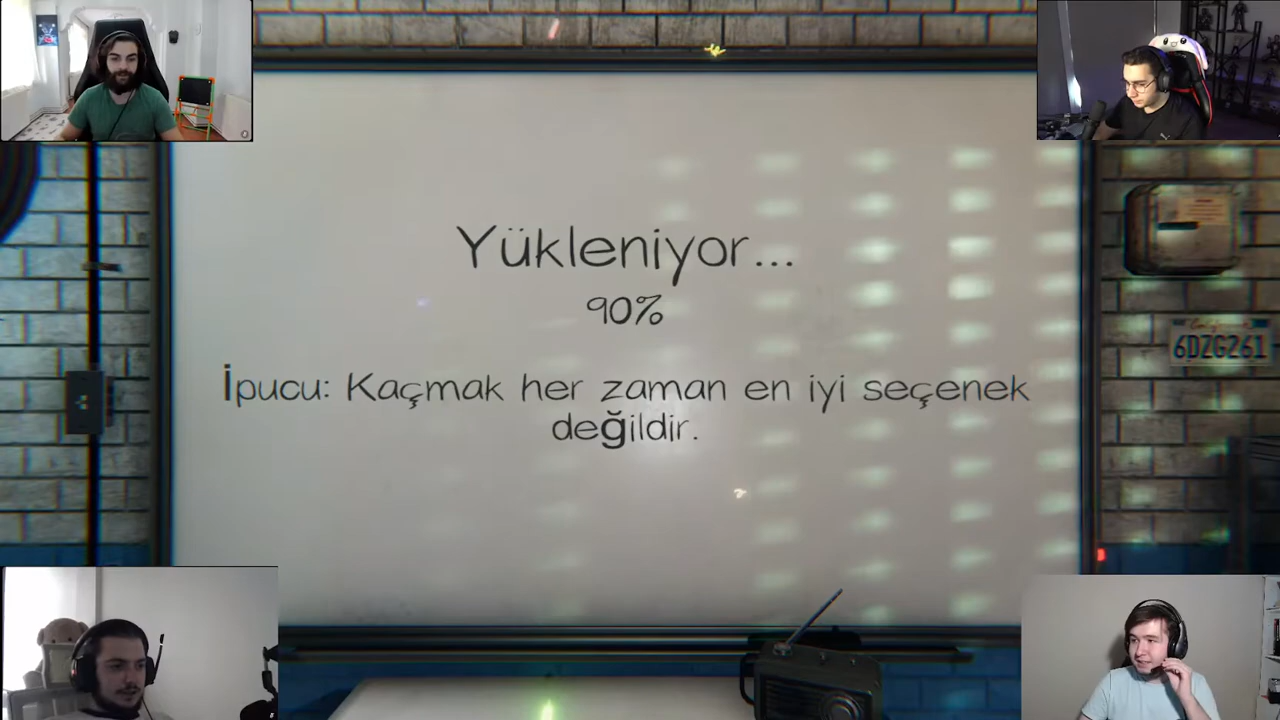 Yükleniyor...
90%
İpucu: Kaçmak her zaman en iyi seçenek
değildir.
6DZG261